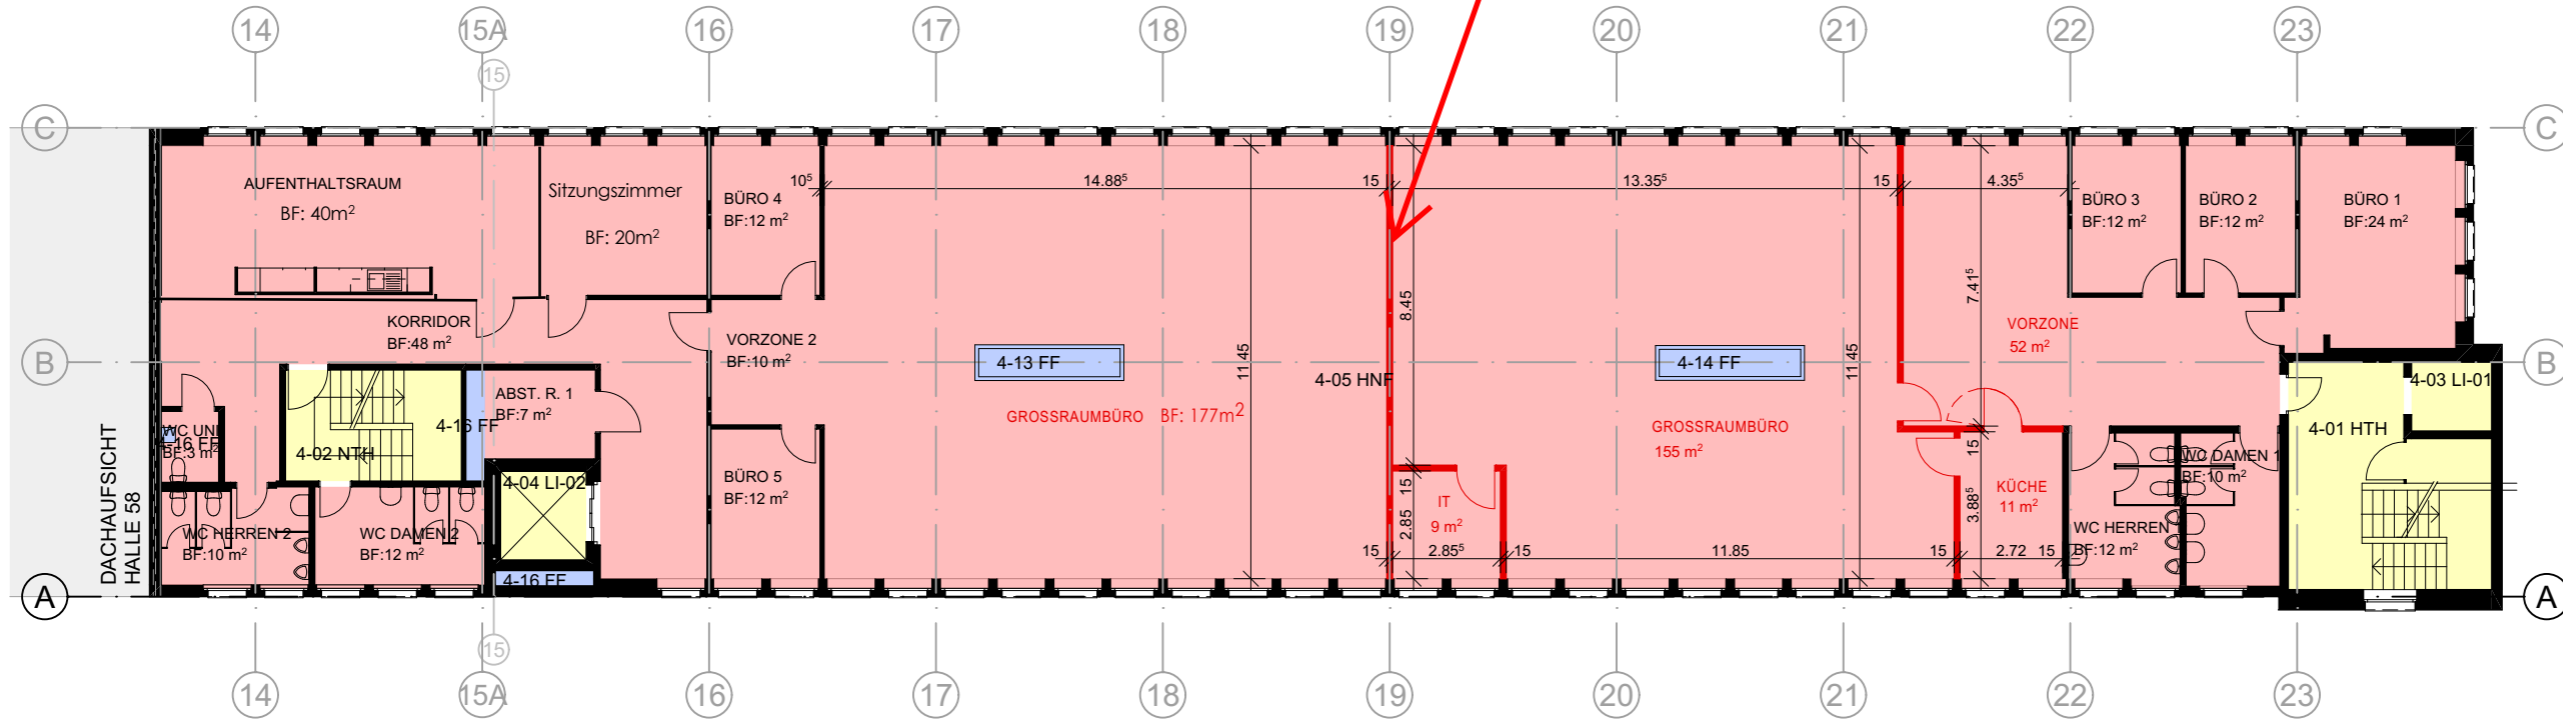 14
15A
16
17
18
19
20
21
22
23
15
C
C
AUFENTHALTSRAUM
BF: 40m²
Sitzungszimmer
BF: 20m²
BÜRO 4
BF:12 m²
10⁵
14.88⁵
15
13.35⁵
15
4.35⁵
BÜRO 3
BF:12 m²
BÜRO 2
BF:12 m²
BÜRO 1
BF:24 m²
KORRIDOR
BF:48 m²
VORZONE 2
BF:10 m²
8.45
7.41⁵
VORZONE
52 m²
B
B
4-13 FF
11.45
4-05 HNF
4-14 FF
11.45
4-03 LI-01
ABST. R. 1
BF:7 m²
GROSSRAUMBÜRO BF: 177m²
GROSSRAUMBÜRO
155 m²
4-16 FF
WC UNI
4-16 FF
BF:3 m²
4-02 NTH
4-01 HTH
15
WC DAMEN 1
BF:10 m²
BÜRO 5
BF:12 m²
4-04 LI-02
15
2.85
IT
9 m²
KÜCHE
11 m²
3.88⁵
DACHAUFSICHT
HALLE 58
WC HERREN 2
BF:10 m²
WC DAMEN 2
BF:12 m²
WC HERREN
BF:12 m²
15
2.85⁵
15
11.85
15
2.72
15
4-16 FF
A
A
15
14
15A
16
17
18
19
20
21
22
23